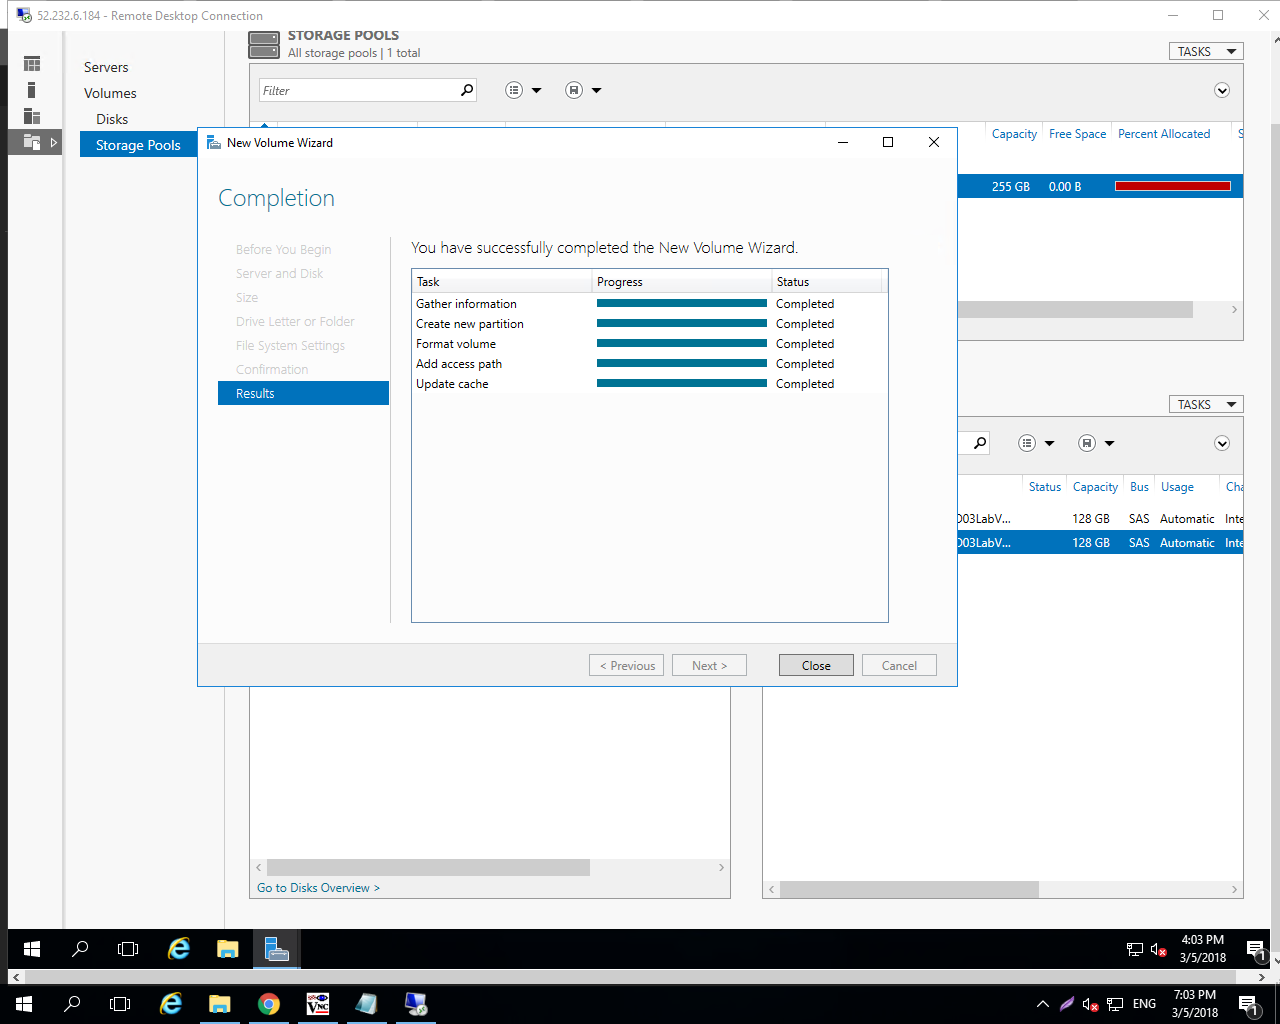 52.232.6.184 - Remote Desktop Connection
STORAGE POOLS
All storage pools | 1 total
TASKS
Servers
Volumes
Disks
Storage Pools
Filter
Capacity Free Space Percent Allocated S
255 GB 0.00 B
New Volume Wizard
Completion
Before You Begin
Server and Disk
Size
Drive Letter or Folder
File System Settings
Confirmation
Results
You have successfully completed the New Volume Wizard.
Task Progress Status
Gather information Completed
Create new partition Completed
Format volume Completed
Add access path Completed
Update cache Completed
< Previous
Next >
Close
Cancel
TASKS
Status Capacity Bus Usage Cha
003LabV... 128 GB SAS Automatic Inte
003LabV... 128 GB SAS Automatic Inte
Go to Disks Overview >
4:03 PM
3/5/2018
1
VNC
ENG
7:03 PM
3/5/2018
1